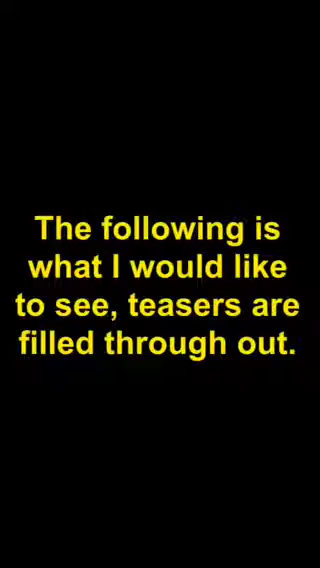 The following is
what I would like
to see, teasers are
filled through out.